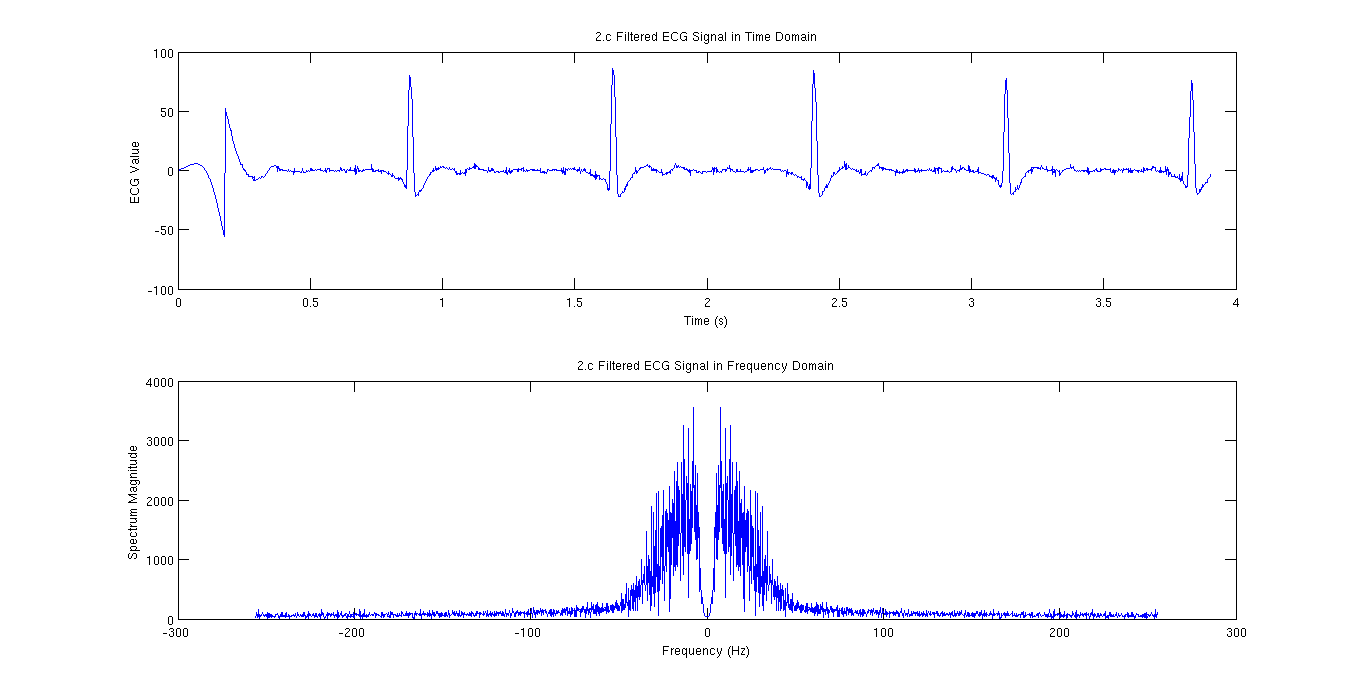 2.c Filtered ECG Signal in Time Domain
100
50
0
-50
-100
ECG Value
0 0.5 1 1.5 2 2.5 3 3.5 4
Time (s)
2.c Filtered ECG Signal in Frequency Domain
4000
3000
2000
1000
0
Spectrum Magnitude
-300 -200 -100 0 100 200 300
Frequency (Hz)